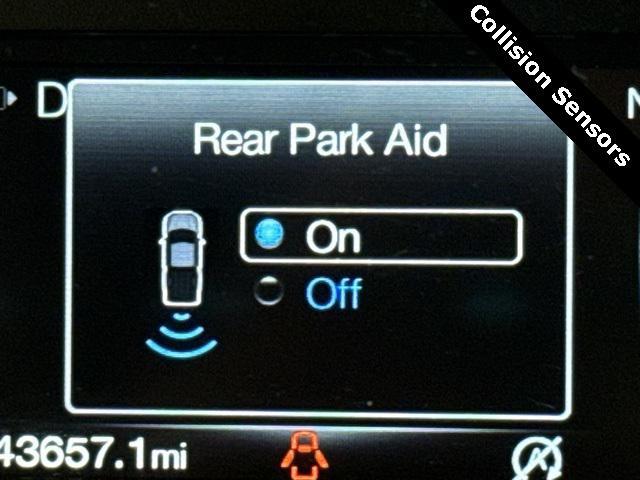 Collision Sensors
D
Rear Park Aid
On
Off
43657.1mi
A